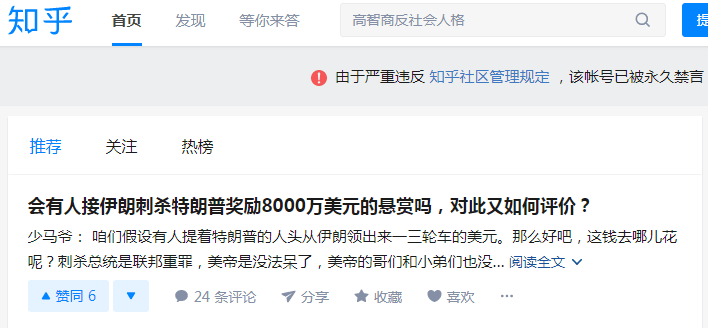 知乎 首页 发现 等你来答 高智商反社会人格 提
由于严重违反 知乎社区管理规定 ，该帐号已被永久禁言
推荐 关注 热榜
会有人接伊朗刺杀特朗普奖励8000万美元的悬赏吗，对此又如何评价？
少马爷： 咱们假设有人提着特朗普的人头从伊朗领出来一三轮车的美元。那么好吧，这钱去哪儿花
呢？刺杀总统是联邦重罪，美帝是没法呆了，美帝的哥们和小弟们也没... 阅读全文
赞同 6 24 条评论 分享 收藏 喜欢 ...